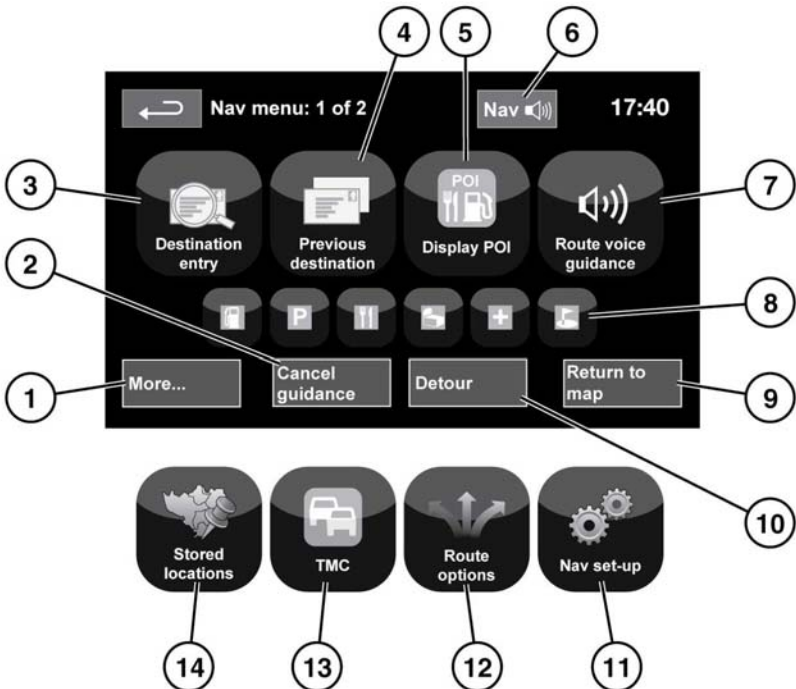 4
5
6
Nav menu: 1 of 2
Nav
17:40
3
7
POI
Destination
entry
Previous
destination
Display POI
Route voice
guidance
2
P
8
More...
Cancel
guidance
Detour
Return to
map
1
9
10
Stored
locations
TMC
Route
options
Nav set-up
14
13
12
11